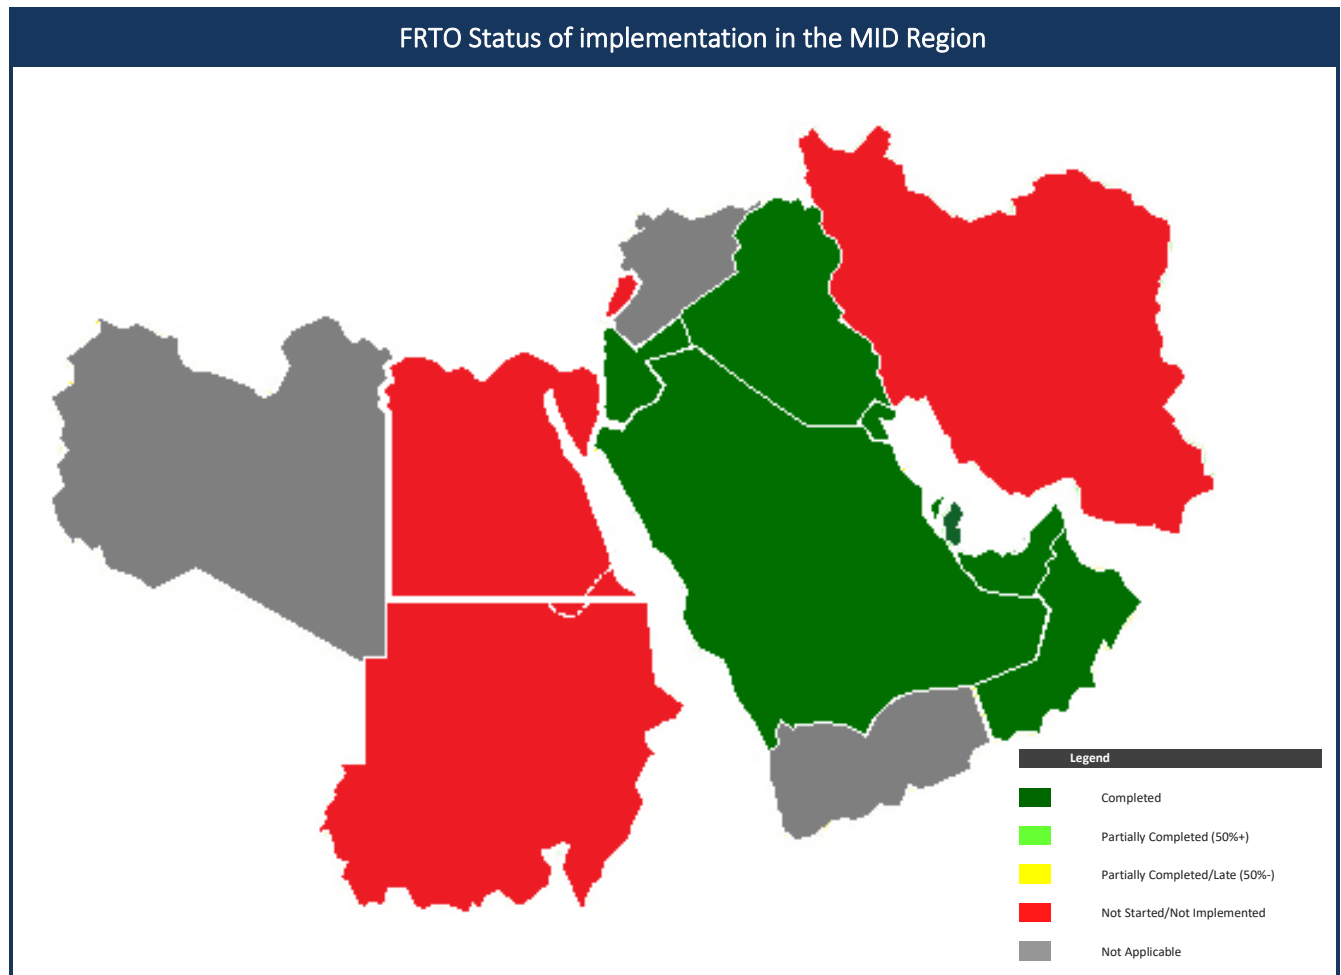 FRTO Status of implementation in the MID Region
Legend
Completed
Partially Completed (50%+)
Partially Completed/Late (50%-)
Not Started/Not Implemented
Not Applicable